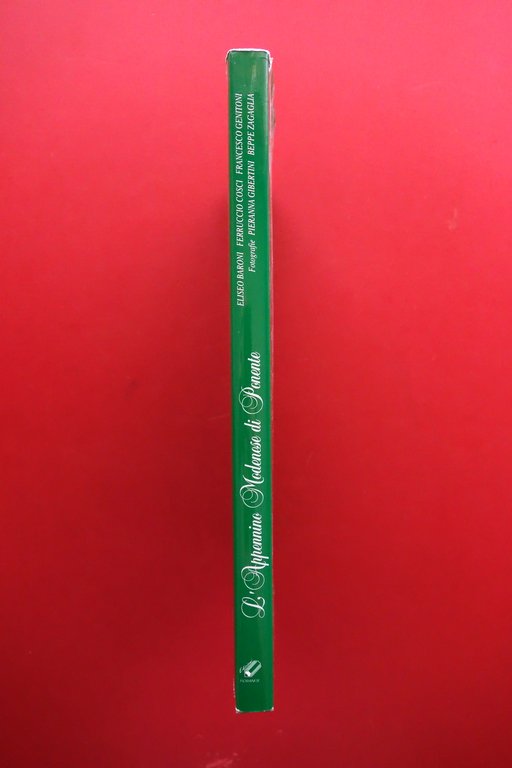 L'Appennino Modenese di Ponente
ELISEO BARONI FERRUCCIO COSCI FRANCESCO GENITONI
Fotografie PIERANNA GIBERTINI BEPPE ZAGAGLIA